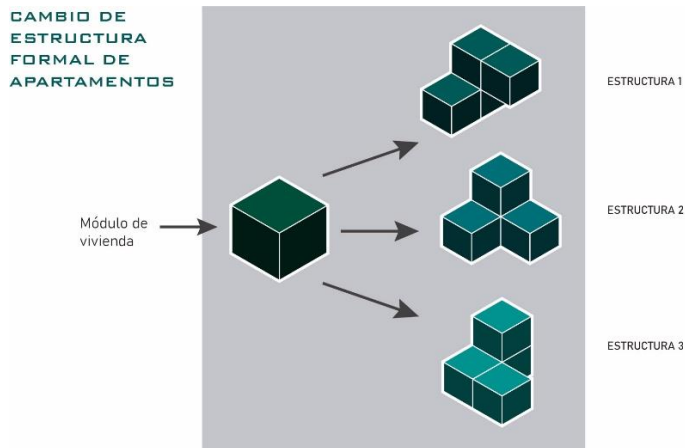 CAMBIO DE
ESTRUCTURA
FORMAL DE
APARTAMENTOS
ESTRUCTURA 1
Módulo de
vivienda
ESTRUCTURA 2
ESTRUCTURA 3